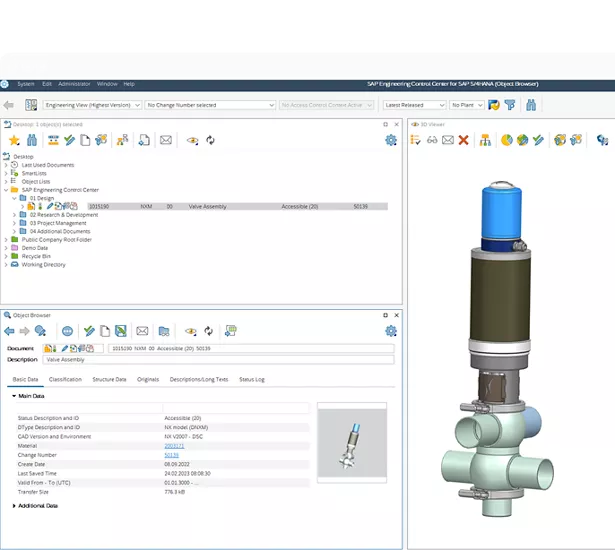 System Edit Administrator Window Help SAP Engineering Control Center for SAP S/4HANA (Object Browser)
Engineering View (Highest Version) No Change Number selected No Access Control Context Active Latest Released No Plant
Desktop: 5 object(s) selected
3D Viewer
Desktop
Last Used Documents
SmartLists
Object Lists
SAP Engineering Control Center
01 Design
1015190 NXM 00 Valve Assembly Accessible (20) 50139
02 Research & Development
03 Project Management
04 Additional Documents
Public Company Root Folder
Demo Data
Recycle Bin
Working Directory
Object Browser
Document 1015190 NXM 00 Accessible (20) 50139
Description Valve Assembly
Basic Data Classification Structure Data Originals Descriptions/Long Texts Status Log
Main Data
Status Description and ID Accessible (20)
DType Description and ID NX model (DNXM)
CAD Version and Environment NX V2007 - DSC
Material 2003171
Change Number 50139
Create Date 08.09.2022
Last Saved Time 24.02.2023 08:08:30
Valid From - To (UTC) 01.01.3000 - ...
Transfer Size 776.9 kB
Additional Data